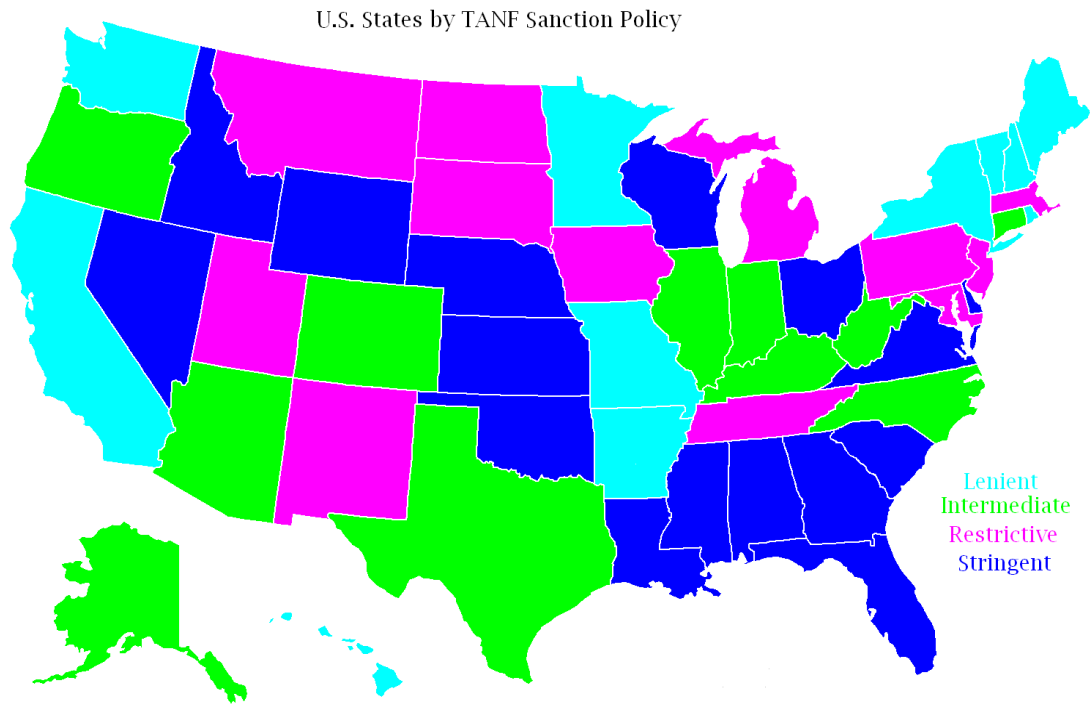 U.S. States by TANF Sanction Policy
Lenient
Intermediate
Restrictive
Stringent